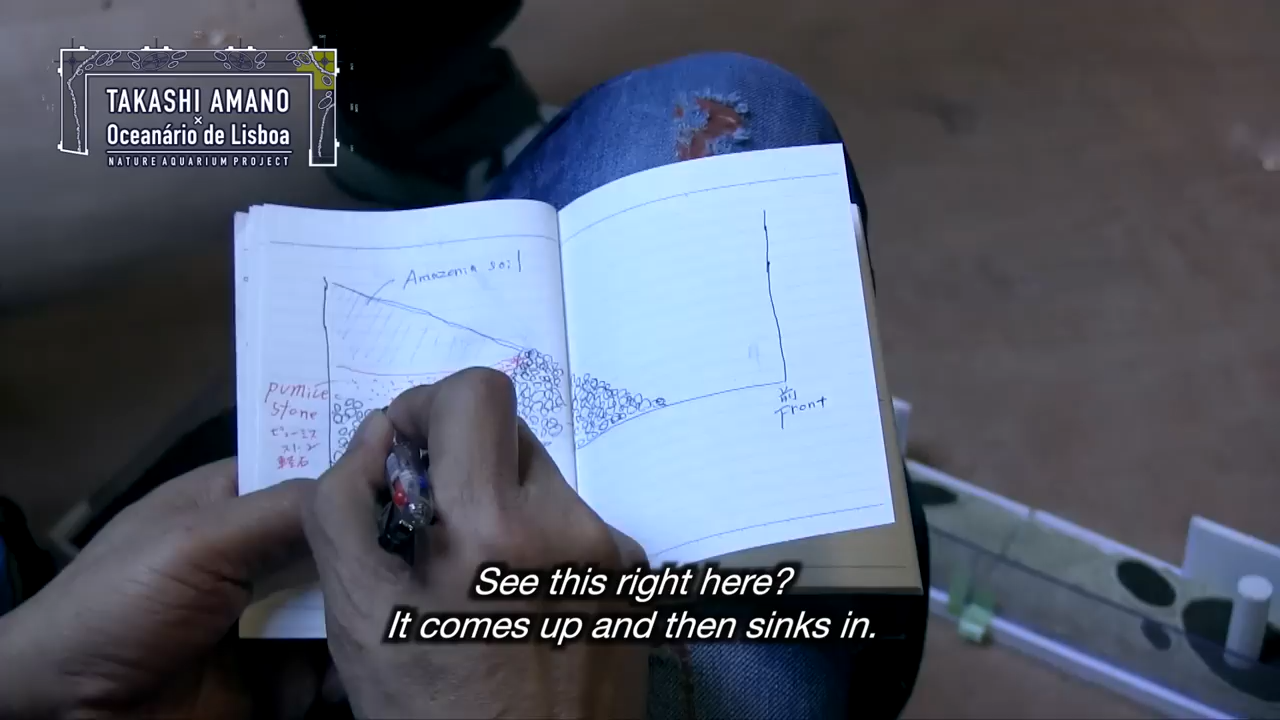 TAKASHI AMANO
×
Oceanário de Lisboa
NATURE AQUARIUM PROJECT
Amazonia soil
pumice
stone
ピューミス
ストーン
軽石
前
Front
See this right here?
It comes up and then sinks in.